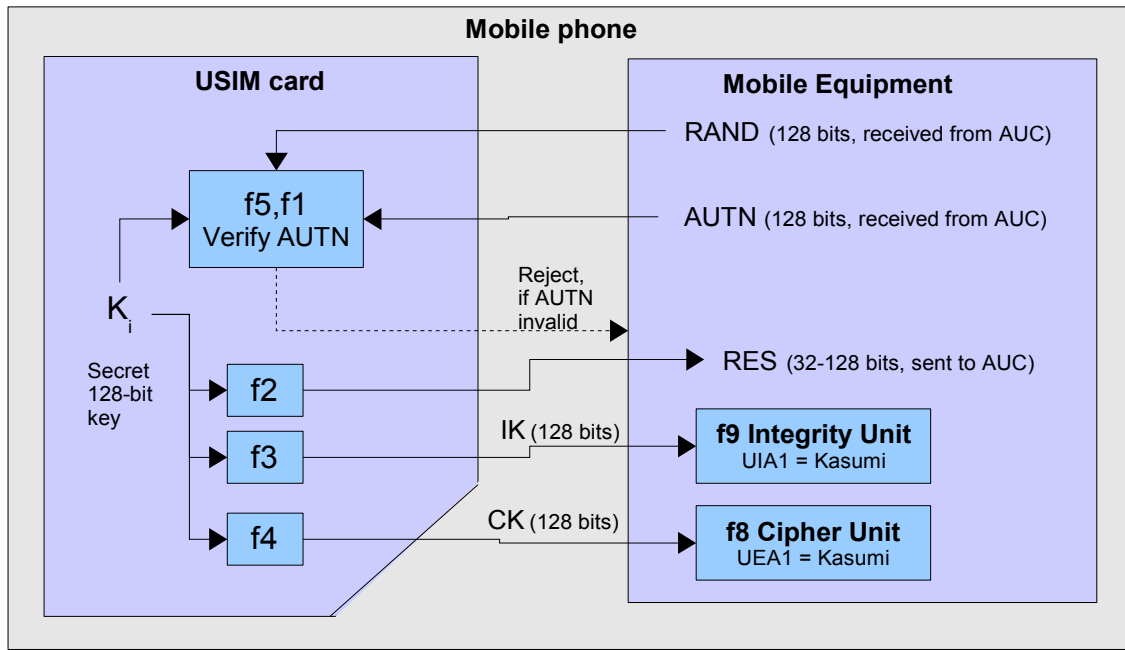 Mobile phone
USIM card
Mobile Equipment
RAND (128 bits, received from AUC)
f5,f1
Verify AUTN
AUTN (128 bits, received from AUC)
Reject,
if AUTN
invalid
Ki
Secret
128-bit
key
RES (32-128 bits, sent to AUC)
f2
IK (128 bits)
f9 Integrity Unit
UIA1 = Kasumi
f3
CK (128 bits)
f8 Cipher Unit
UEA1 = Kasumi
f4